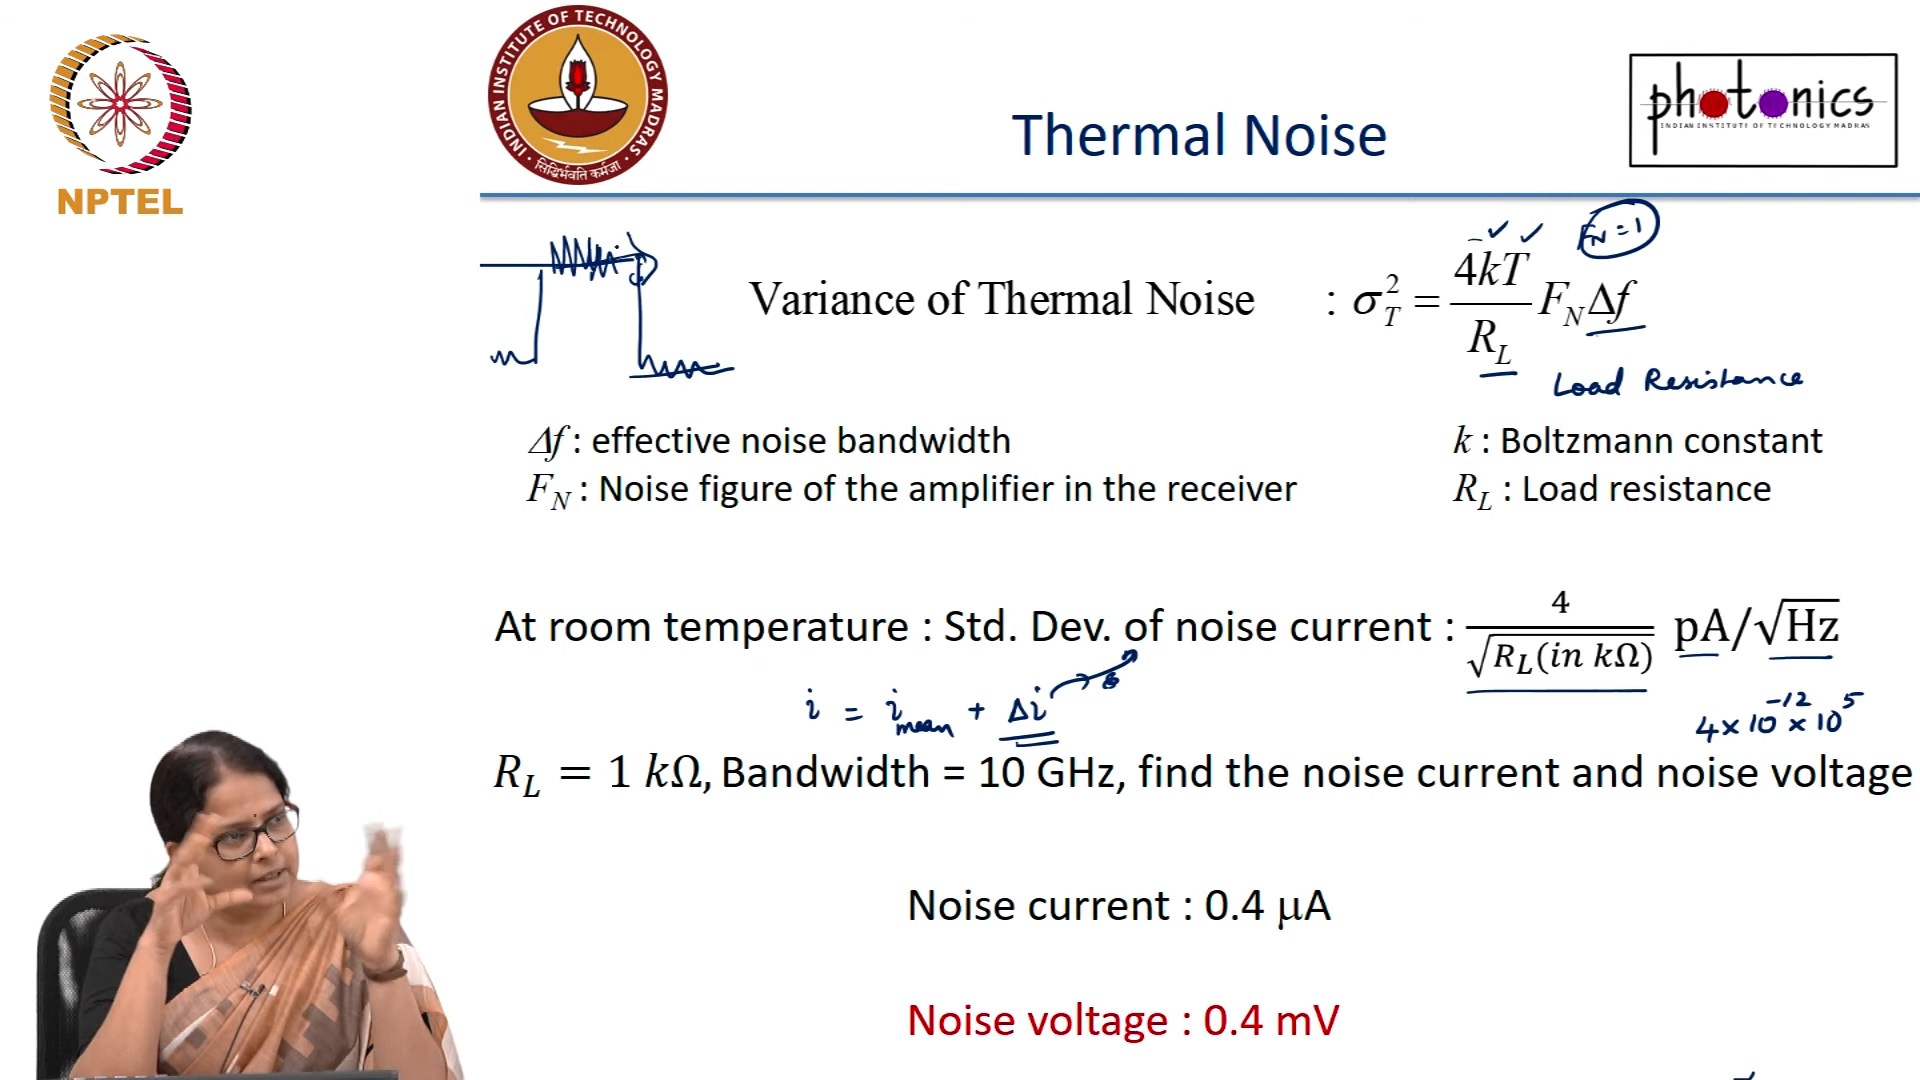 INDIAN INSTITUTE OF TECHNOLOGY MADRAS
सिद्धिर्भवति कर्मजा
NPTEL
photonics
INDIAN INSTITUTE OF TECHNOLOGY MADRAS
Thermal Noise
F_N = 1
Variance of Thermal Noise : σ_T^2 = 4kT/R_L F_N Δf
Load Resistance
Δf : effective noise bandwidth
k : Boltzmann constant
F_N : Noise figure of the amplifier in the receiver
R_L : Load resistance
At room temperature : Std. Dev. of noise current : 4/√R_L(in kΩ) pA/√Hz
i = i_mean + Δi
4 × 10^-12 × 10^5
R_L = 1 kΩ, Bandwidth = 10 GHz, find the noise current and noise voltage
Noise current : 0.4 μA
Noise voltage : 0.4 mV